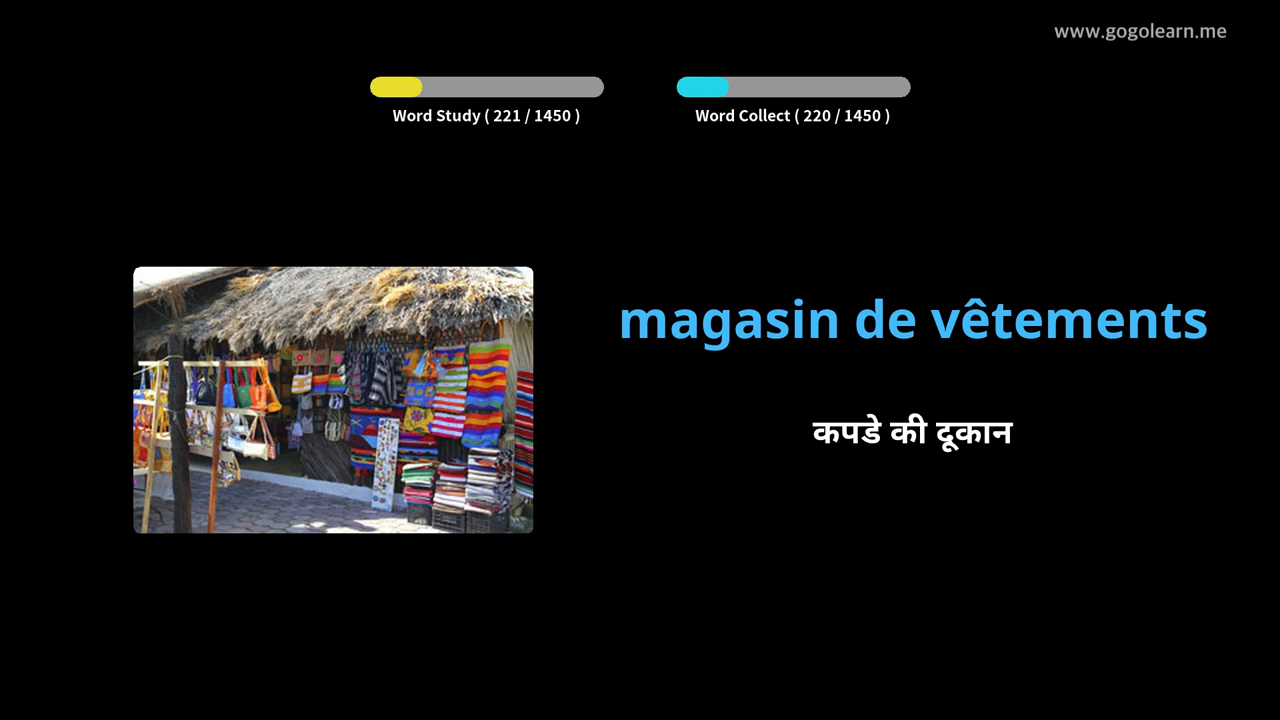 www.gogolearn.me
Word Study ( 221 / 1450 )
Word Collect ( 220 / 1450 )
magasin de vêtements
कपडे की दूकान